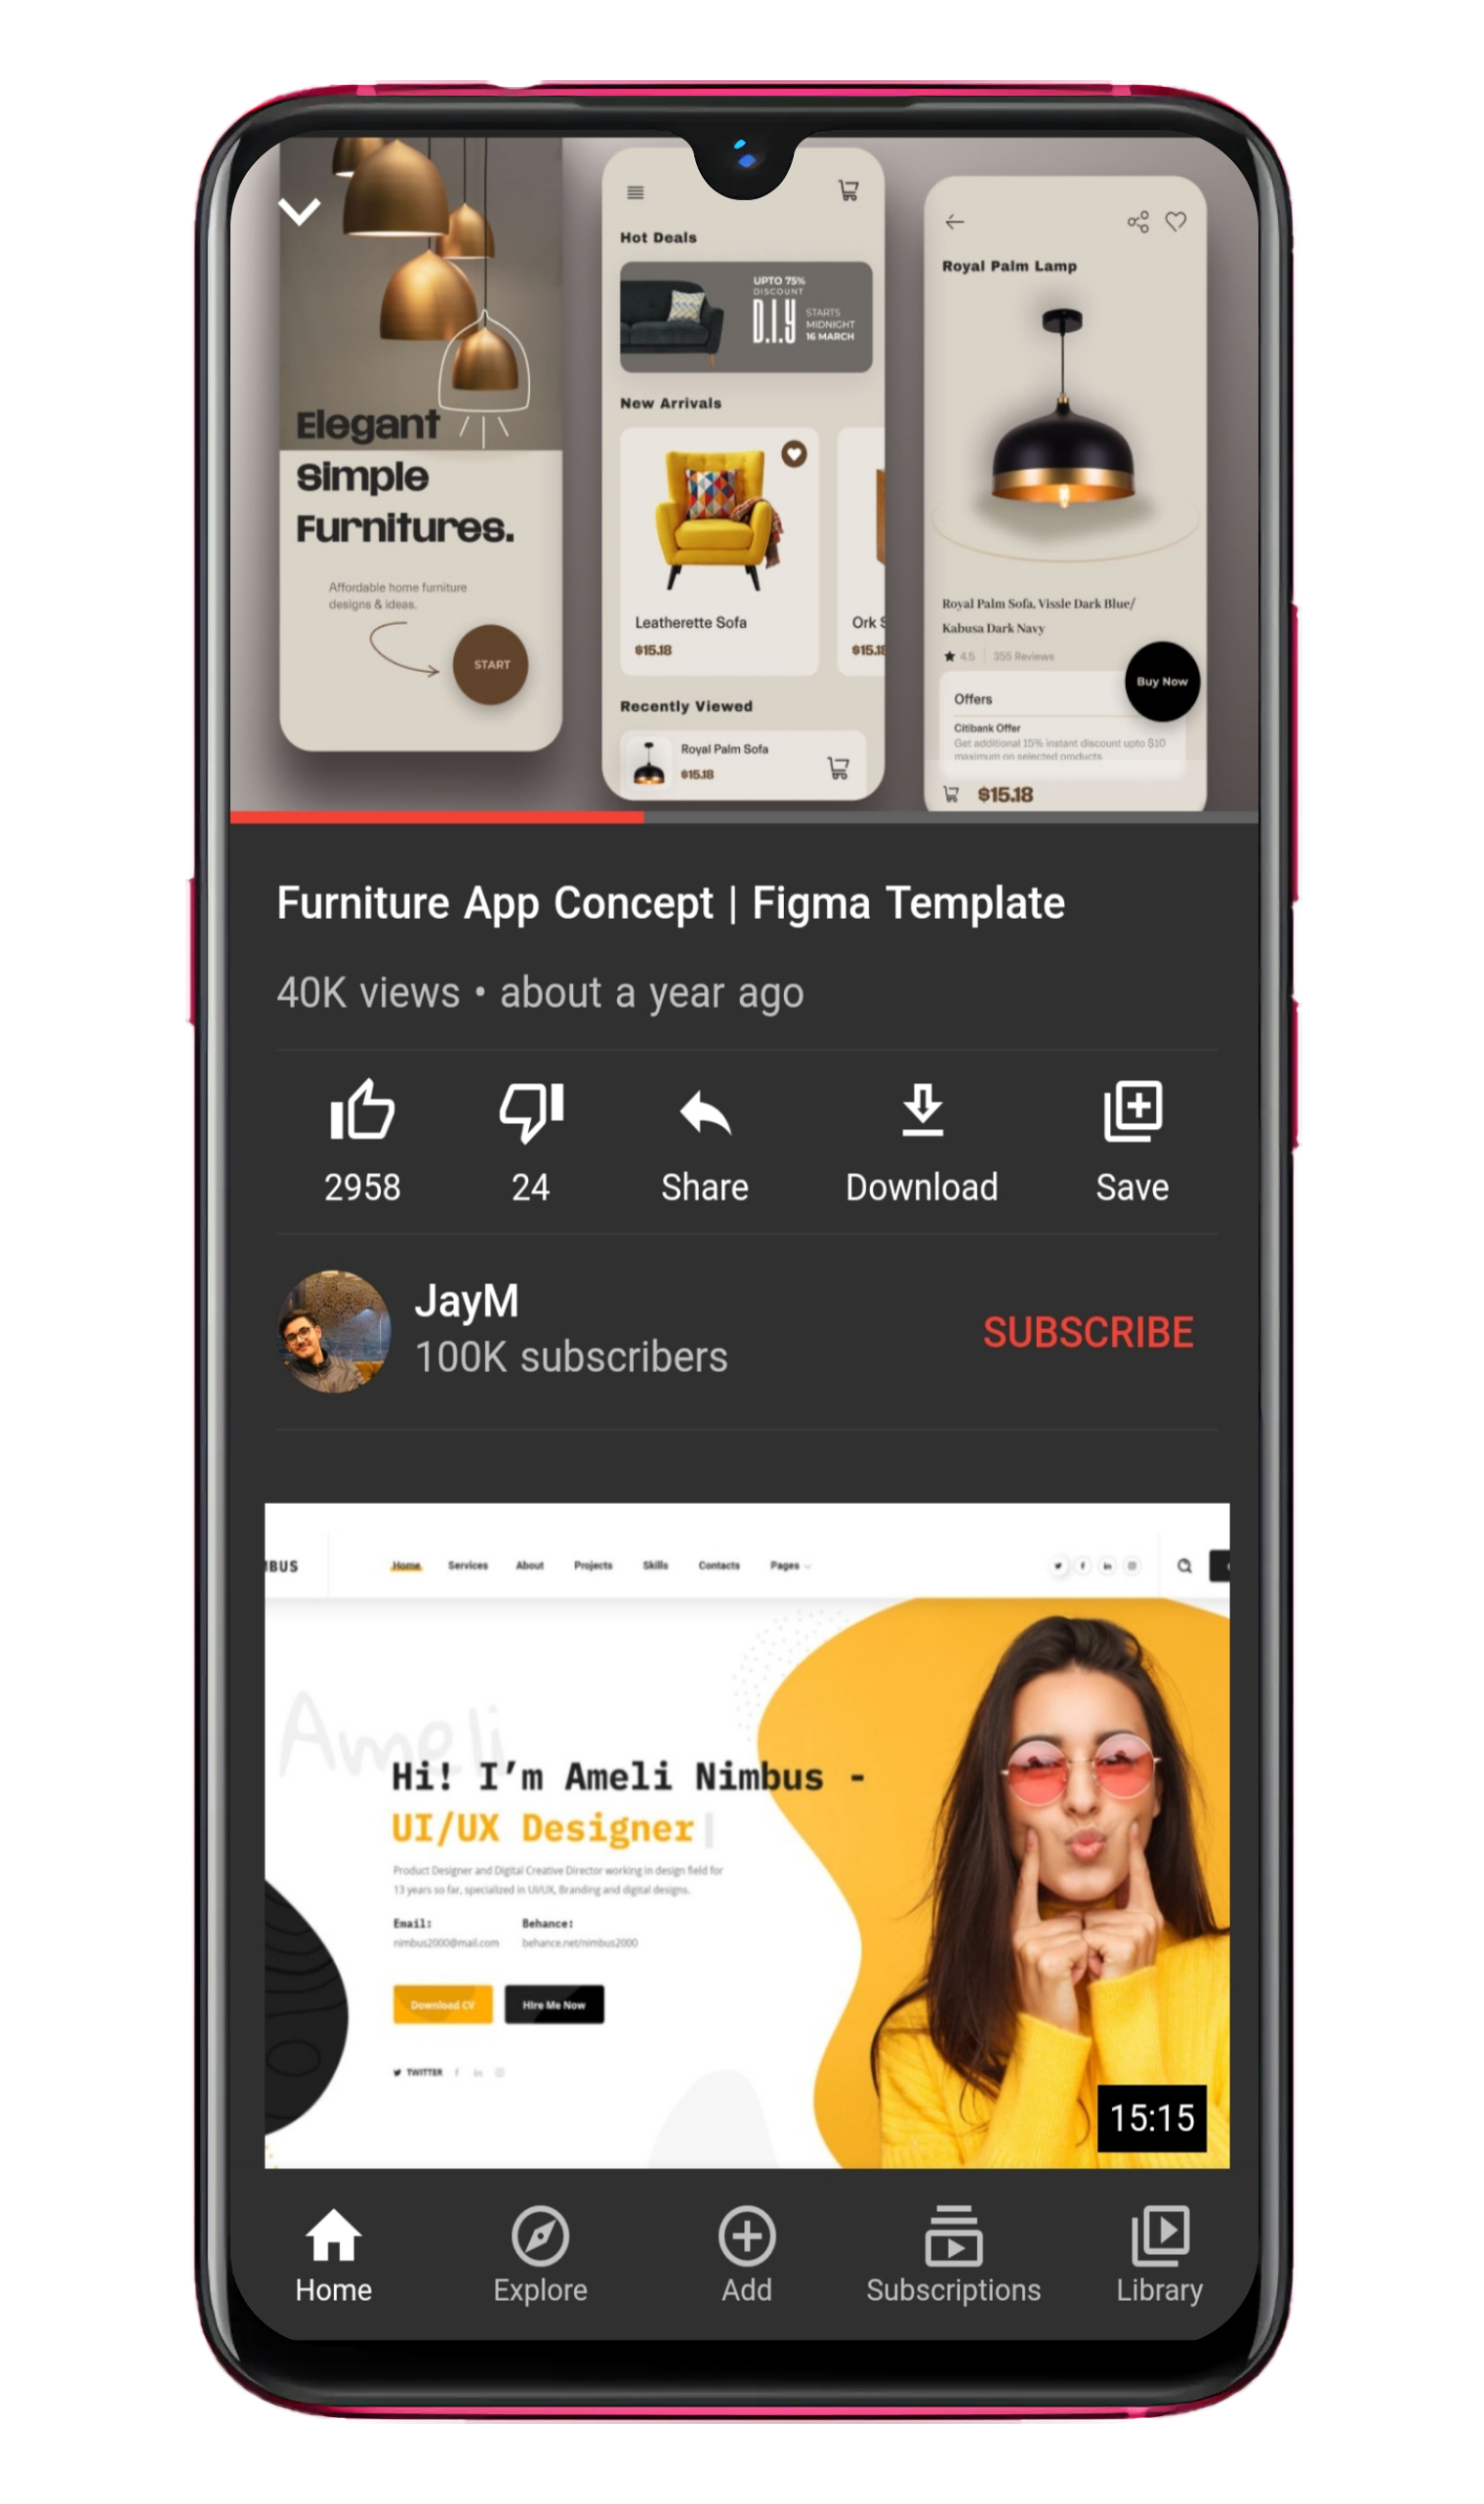 Elegant
Simple
Furnitures.
Affordable home furniture
designs & ideas.
START
Hot Deals
UPTO 75%
DISCOUNT
D.I.Y
STARTS
MIDNIGHT
16 MARCH
New Arrivals
Leatherette Sofa
$15.18
Ork
$15.18
Recently Viewed
Royal Palm Sofa
$15.18
Royal Palm Lamp
Royal Palm Sofa, Vissle Dark Blue/
Kabusa Dark Navy
4.5 355 Reviews
Buy Now
Offers
Citibank Offer
Get additional 15% instant discount upto $10
maximum on selected products
$15.18
Furniture App Concept | Figma Template
40K views • about a year ago
2958 24 Share Download Save
JayM
100K subscribers
SUBSCRIBE
IBUS Home Services About Projects Skills Contacts Pages
Ameli
Hi! I'm Ameli Nimbus -
UI/UX Designer
Product Designer and Digital Creative Director working in design field for
13 years so far, specialized in UI/UX, Branding and digital designs.
Email: Behance:
nimbus2000@mail.com behance.net/nimbus2000
Download CV Hire Me Now
TWITTER
15:15
Home Explore Add Subscriptions Library